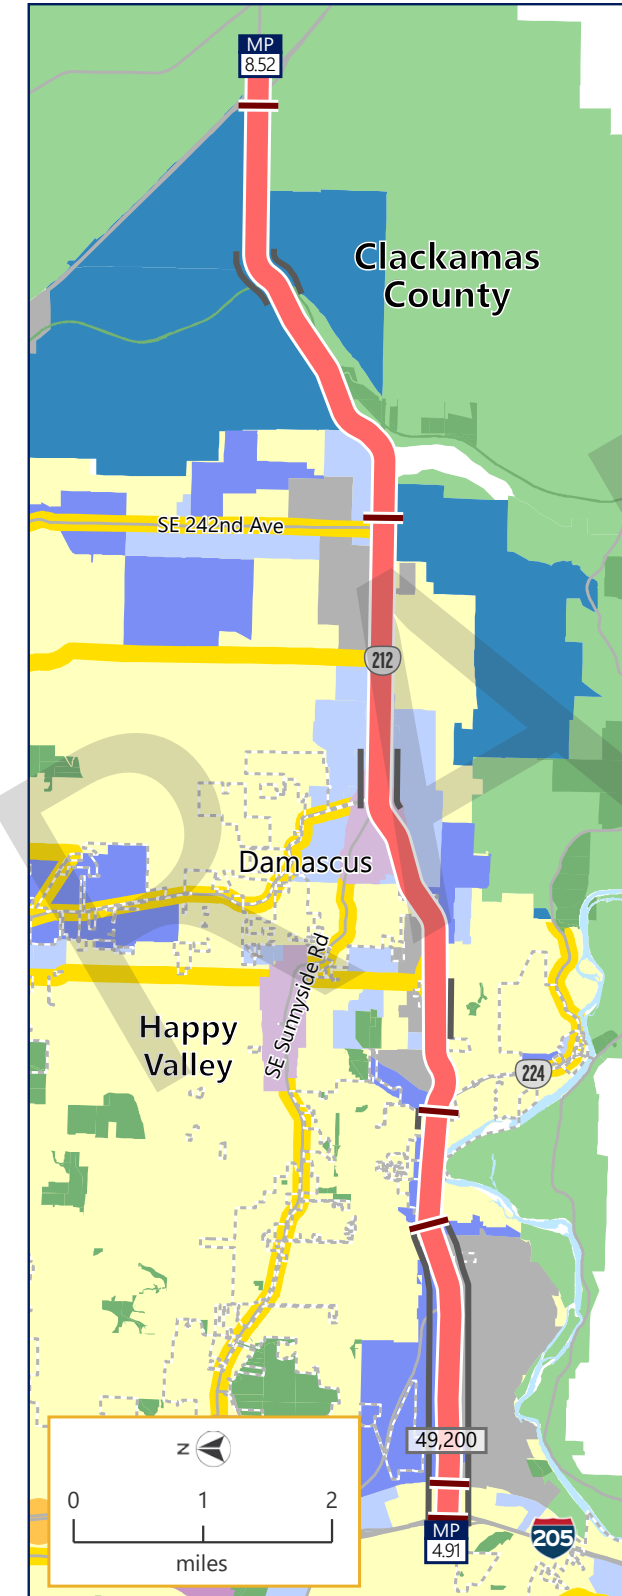 MP
8.52
Clackamas
County
SE 242nd Ave
212
Damascus
SE Sunnyside Rd
Happy
Valley
224
49,200
N
0 1 2
miles
MP
4.91
205